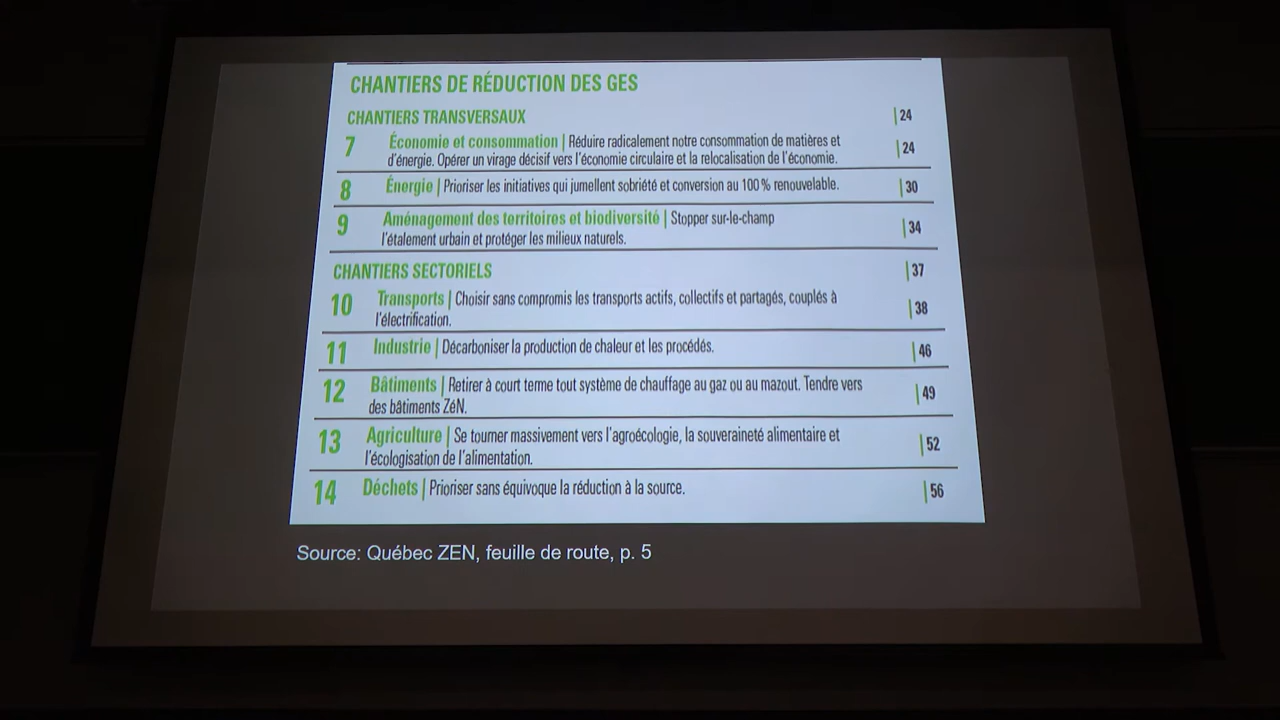 CHANTIERS DE RÉDUCTION DES GES
CHANTIERS TRANSVERSAUX |24
7 Économie et consommation | Réduire radicalement notre consommation de matières et
d'énergie. Opérer un virage décisif vers l'économie circulaire et la relocalisation de l'économie. |24
8 Énergie | Prioriser les initiatives qui jumellent sobriété et conversion au 100 % renouvelable. |30
9 Aménagement des territoires et biodiversité | Stopper sur-le-champ
l'étalement urbain et protéger les milieux naturels. |34
CHANTIERS SECTORIELS |37
10 Transports | Choisir sans compromis les transports actifs, collectifs et partagés, couplés à
l'électrification. |38
11 Industrie | Décarboniser la production de chaleur et les procédés. |46
12 Bâtiments | Retirer à court terme tout système de chauffage au gaz ou au mazout. Tendre vers
des bâtiments ZéN. |49
13 Agriculture | Se tourner massivement vers l'agroécologie, la souveraineté alimentaire et
l'écologisation de l'alimentation. |52
14 Déchets | Prioriser sans équivoque la réduction à la source. |56
Source: Québec ZEN, feuille de route, p. 5